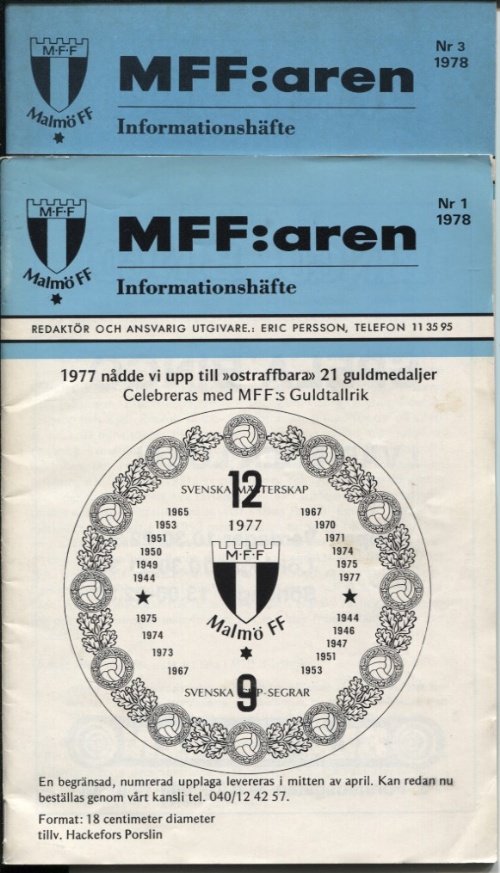 Nr 3
1978
M·F·F
MFF:aren
Malmö FF
Informationshäfte
Nr 1
1978
M·F·F
MFF:aren
Malmö FF
Informationshäfte
REDAKTÖR OCH ANSVARIG UTGIVARE.: ERIC PERSSON, TELEFON 11 35 95
1977 nådde vi upp till »ostraffbara» 21 guldmedaljer
Celebreras med MFF:s Guldtallrik
12
SVENSKA MÄSTERSKAP
1965 1977 1967
1953 1970
1951 1971
1950 M·F·F 1974
1949 1975
1944 1977
1975 1944
1974 Malmö FF 1946
1973 1947
1967 1951
1953
SVENSKA CUP-SEGRAR
9
En begränsad, numrerad upplaga levereras i mitten av april. Kan redan nu
beställas genom vårt kansli tel. 040/12 42 57.
Format: 18 centimeter diameter
tillv. Hackefors Porslin